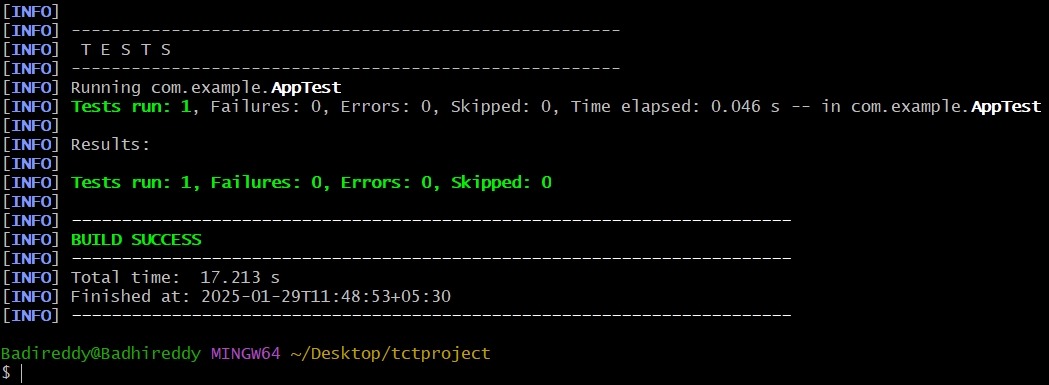 [INFO]
[INFO] -------------------------------------------------------
[INFO]  T E S T S
[INFO] -------------------------------------------------------
[INFO] Running com.example.AppTest
[INFO] Tests run: 1, Failures: 0, Errors: 0, Skipped: 0, Time elapsed: 0.046 s -- in com.example.AppTest
[INFO]
[INFO] Results:
[INFO]
[INFO] Tests run: 1, Failures: 0, Errors: 0, Skipped: 0
[INFO]
[INFO] ------------------------------------------------------------------------
[INFO] BUILD SUCCESS
[INFO] ------------------------------------------------------------------------
[INFO] Total time:  17.213 s
[INFO] Finished at: 2025-01-29T11:48:53+05:30
[INFO] ------------------------------------------------------------------------
Badireddy@Badhireddy MINGW64 ~/Desktop/tctproject
$